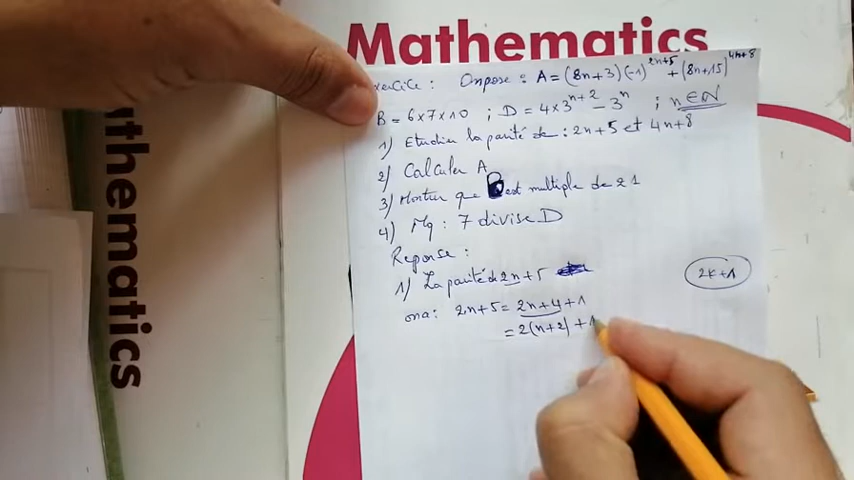 Mathematics
Mathematics
xercice : On pose : A = (8n+3)(-1)^2n+5 + (8n+15)^4n+8
B = 6×7×10 ; D = 4×3^n+2 - 3^n ; n∈ℕ
1) Etudier la parité de : 2n+5 et 4n+8
2) Calculer A
3) Montrer que B est multiple de 21
4) Mq : 7 divise D
Reponse :
1) La parité de 2n+5
2k+1
ona : 2n+5 = 2n+4+1
= 2(n+2)+1